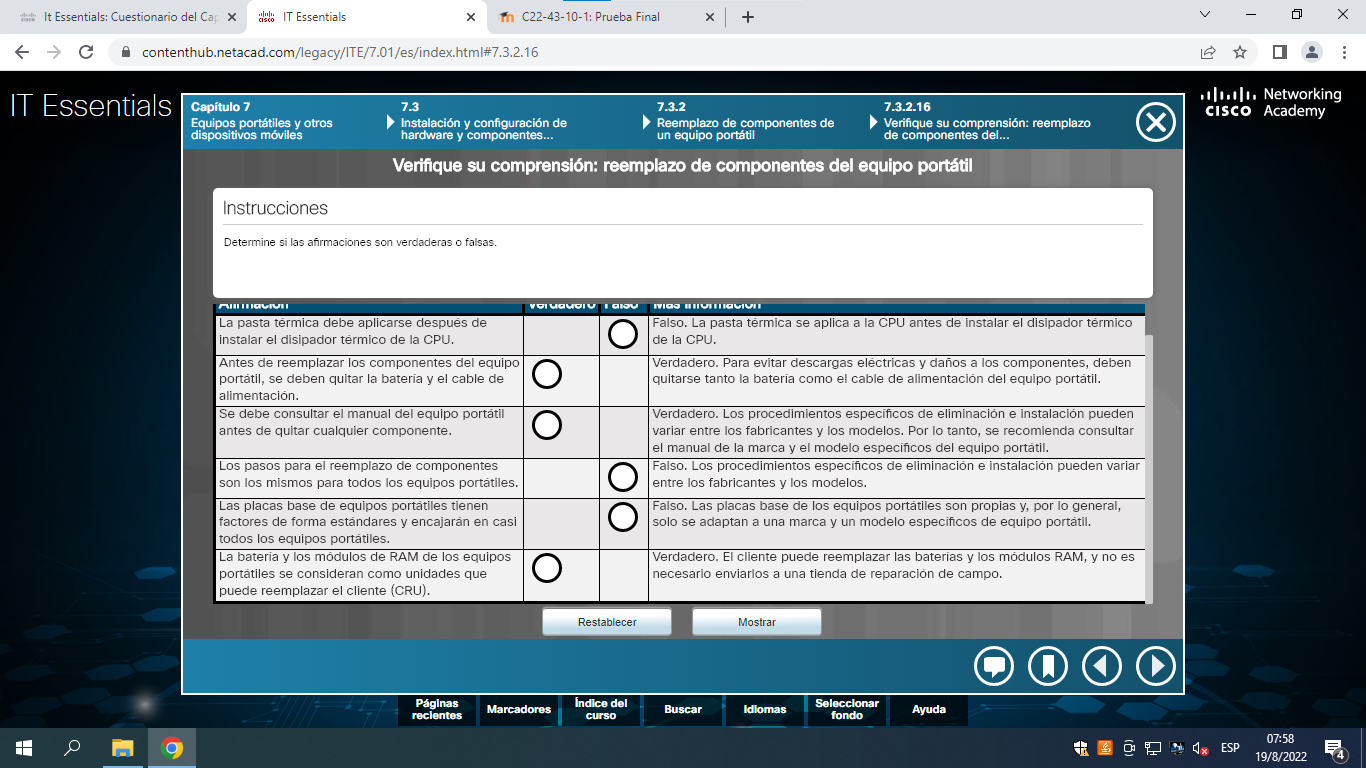 It Essentials: Cuestionario del Cap
IT Essentials
C22-43-10-1: Prueba Final
contenthub.netacad.com/legacy/ITE/7.01/es/index.html#7.3.2.16
IT Essentials
Capítulo 7
Equipos portátiles y otros
dispositivos móviles
7.3
Instalación y configuración de
hardware y componentes...
7.3.2
Reemplazo de componentes de
un equipo portátil
7.3.2.16
Verifique su comprensión: reemplazo
de componentes del...
CISCO
Networking
Academy
Verifique su comprensión: reemplazo de componentes del equipo portátil
Instrucciones
Determine si las afirmaciones son verdaderas o falsas.
Afirmación Verdadero Falso Más información
La pasta térmica debe aplicarse después de
instalar el disipador térmico de la CPU.
Falso. La pasta térmica se aplica a la CPU antes de instalar el disipador térmico
de la CPU.
Antes de reemplazar los componentes del equipo
portátil, se deben quitar la batería y el cable de
alimentación.
Verdadero. Para evitar descargas eléctricas y daños a los componentes, deben
quitarse tanto la batería como el cable de alimentación del equipo portátil.
Se debe consultar el manual del equipo portátil
antes de quitar cualquier componente.
Verdadero. Los procedimientos específicos de eliminación e instalación pueden
variar entre los fabricantes y los modelos. Por lo tanto, se recomienda consultar
el manual de la marca y el modelo específicos del equipo portátil.
Los pasos para el reemplazo de componentes
son los mismos para todos los equipos portátiles.
Falso. Los procedimientos específicos de eliminación e instalación pueden variar
entre los fabricantes y los modelos.
Las placas base de equipos portátiles tienen
factores de forma estándares y encajarán en casi
todos los equipos portátiles.
Falso. Las placas base de los equipos portátiles son propias y, por lo general,
solo se adaptan a una marca y un modelo específicos de equipo portátil.
La batería y los módulos de RAM de los equipos
portátiles se consideran como unidades que
puede reemplazar el cliente (CRU).
Verdadero. El cliente puede reemplazar las baterías y los módulos RAM, y no es
necesario enviarlos a una tienda de reparación de campo.
Restablecer
Mostrar
Páginas
recientes
Marcadores
Índice del
curso
Buscar
Idiomas
Seleccionar
fondo
Ayuda
ESP
07:58
19/8/2022
4